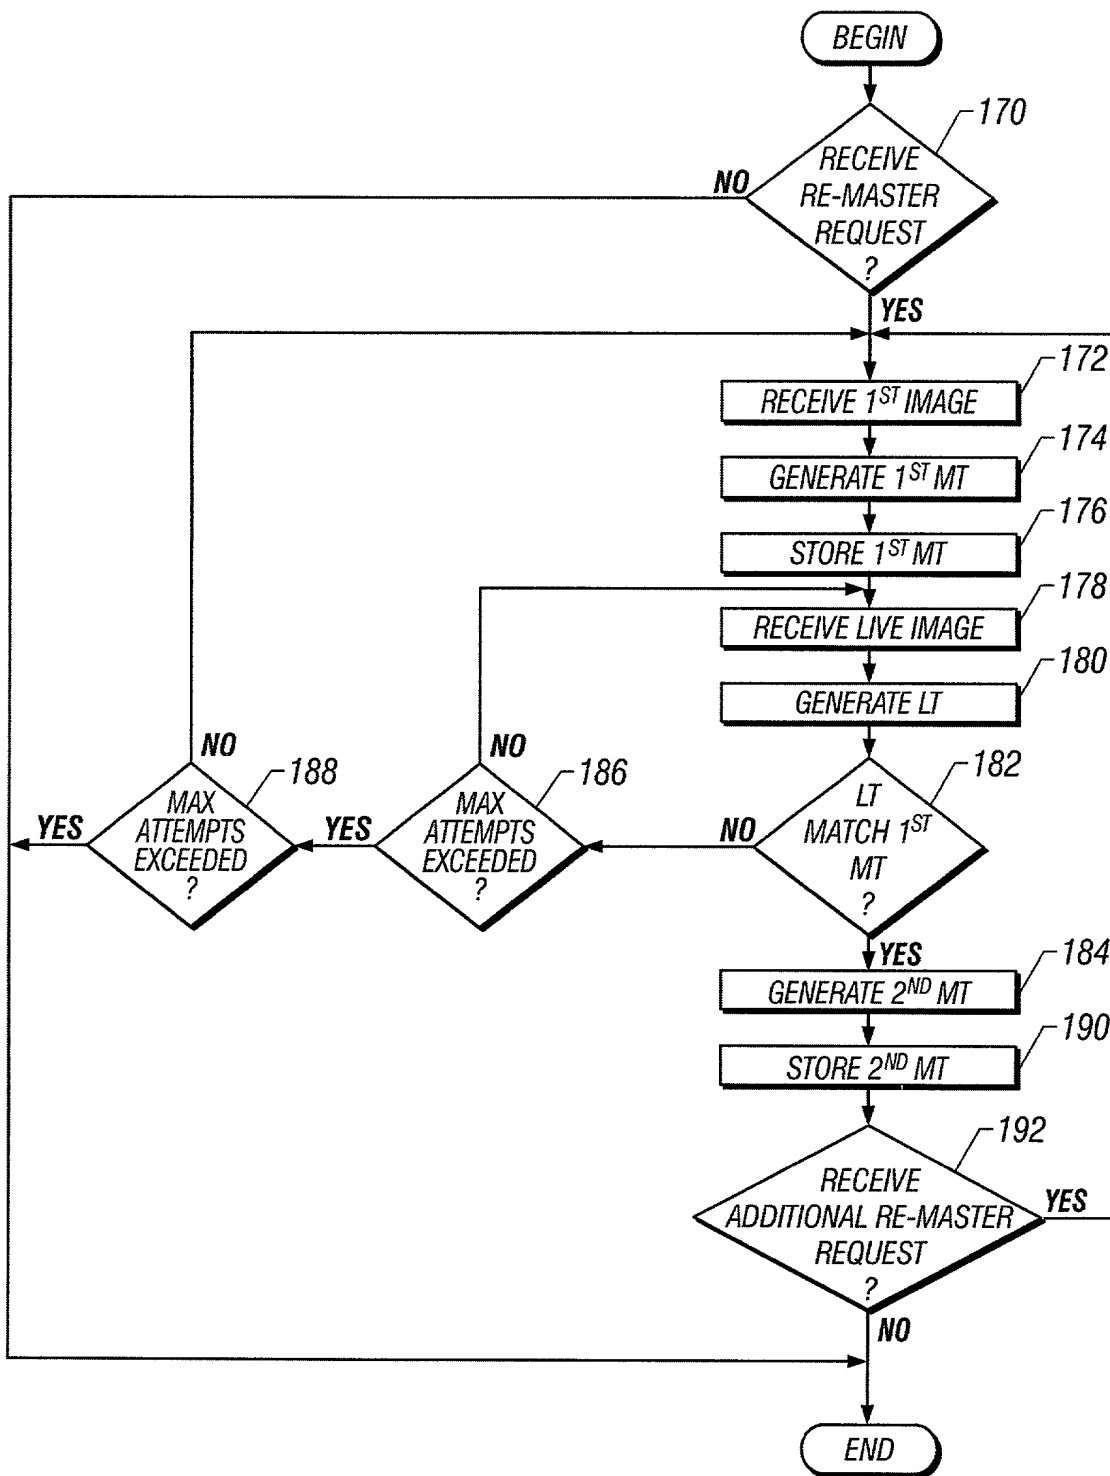 BEGIN
170
RECEIVE
RE-MASTER
REQUEST
?
NO
YES
172
RECEIVE 1ST IMAGE
174
GENERATE 1ST MT
176
STORE 1ST MT
178
RECEIVE LIVE IMAGE
180
GENERATE LT
182
LT
MATCH 1ST
MT
?
NO
YES
186
MAX
ATTEMPTS
EXCEEDED
?
NO
YES
188
MAX
ATTEMPTS
EXCEEDED
?
NO
YES
184
GENERATE 2ND MT
190
STORE 2ND MT
192
RECEIVE
ADDITIONAL RE-MASTER
REQUEST
?
YES
NO
END